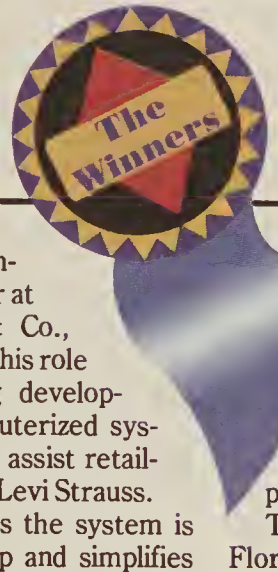 The
Winners
r at
Co.,
his role
develop-
uterized sys-
assist retail-
Levi Strauss.
s the system is
p and simplifies
p
T
Flor